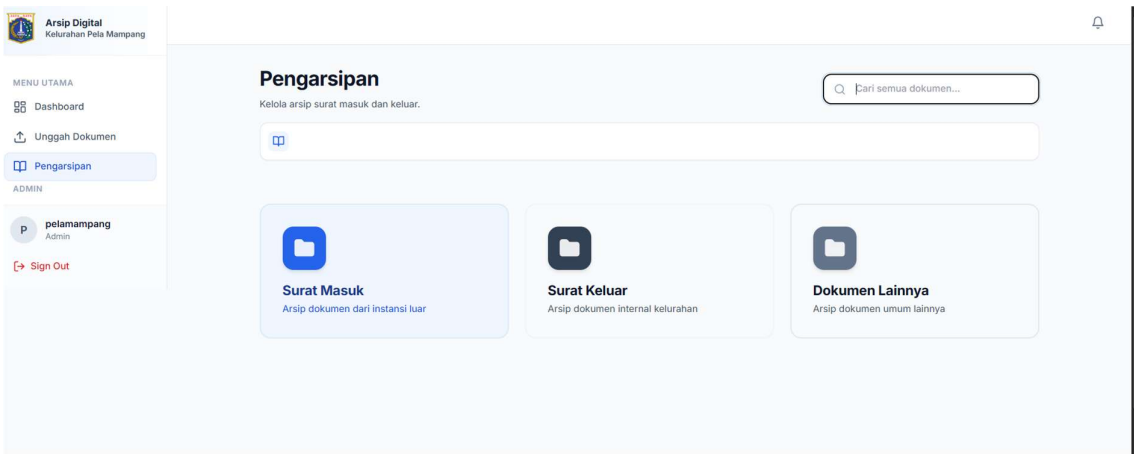 Arsip Digital
Kelurahan Pela Mampang
MENU UTAMA
Dashboard
Unggah Dokumen
Pengarsipan
ADMIN
P
pelamampang
Admin
Sign Out
Pengarsipan
Kelola arsip surat masuk dan keluar.
Cari semua dokumen...
Surat Masuk
Arsip dokumen dari instansi luar
Surat Keluar
Arsip dokumen internal kelurahan
Dokumen Lainnya
Arsip dokumen umum lainnya